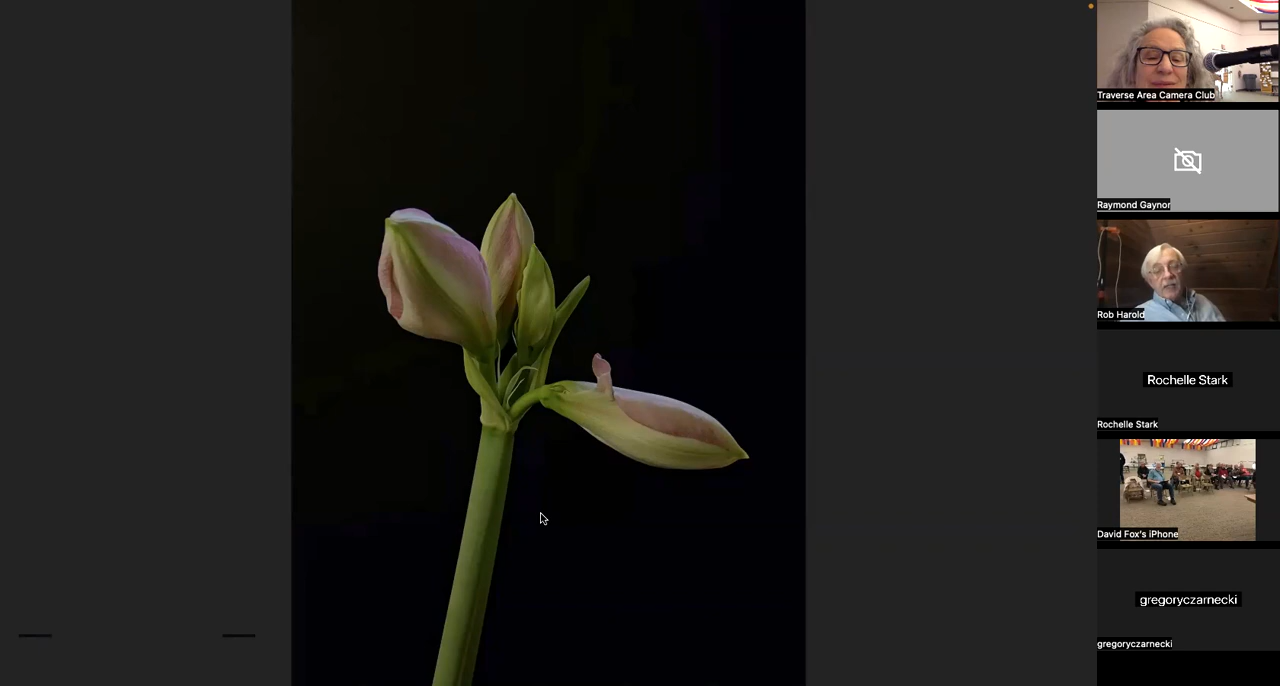 Traverse Area Camera Club
Raymond Gaynor
Rob Harold
Rochelle Stark
Rochelle Stark
David Fox's iPhone
gregoryczarnecki
gregoryczarnecki